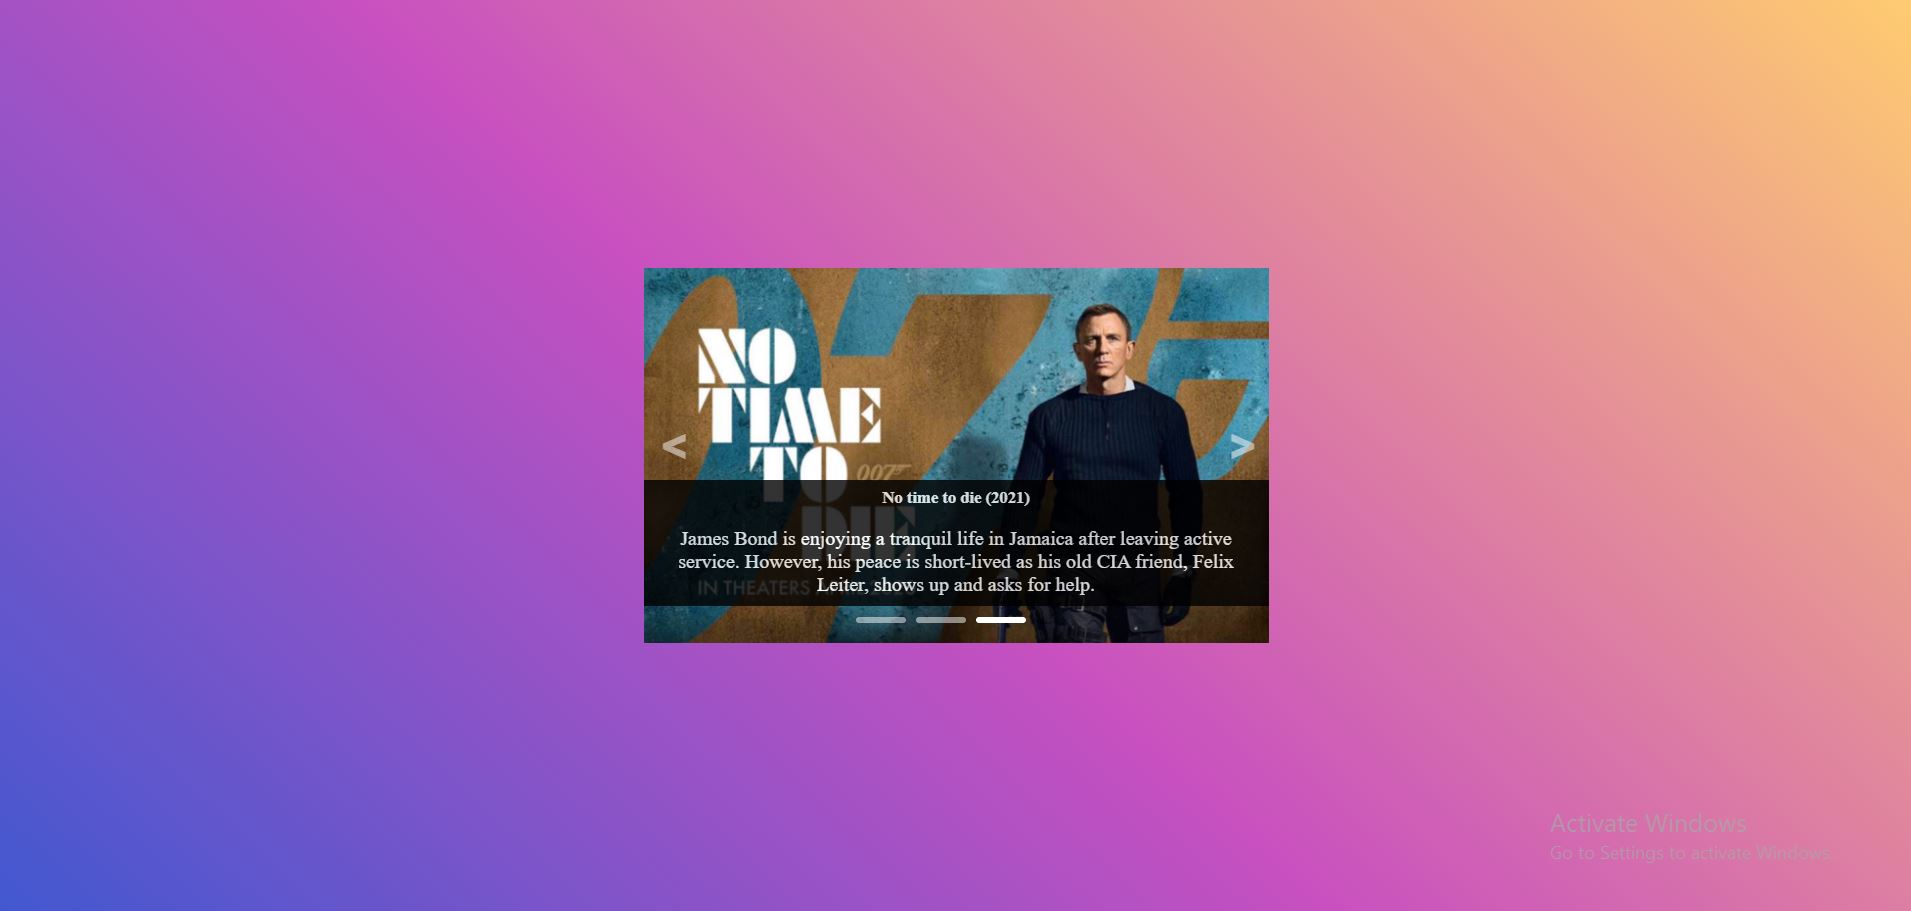 NO
TIME
TO
007
DIE
<
>
No time to die (2021)
James Bond is enjoying a tranquil life in Jamaica after leaving active
service. However, his peace is short-lived as his old CIA friend, Felix
Leiter, shows up and asks for help.
IN THEATERS
Activate Windows
Go to Settings to activate Windows.